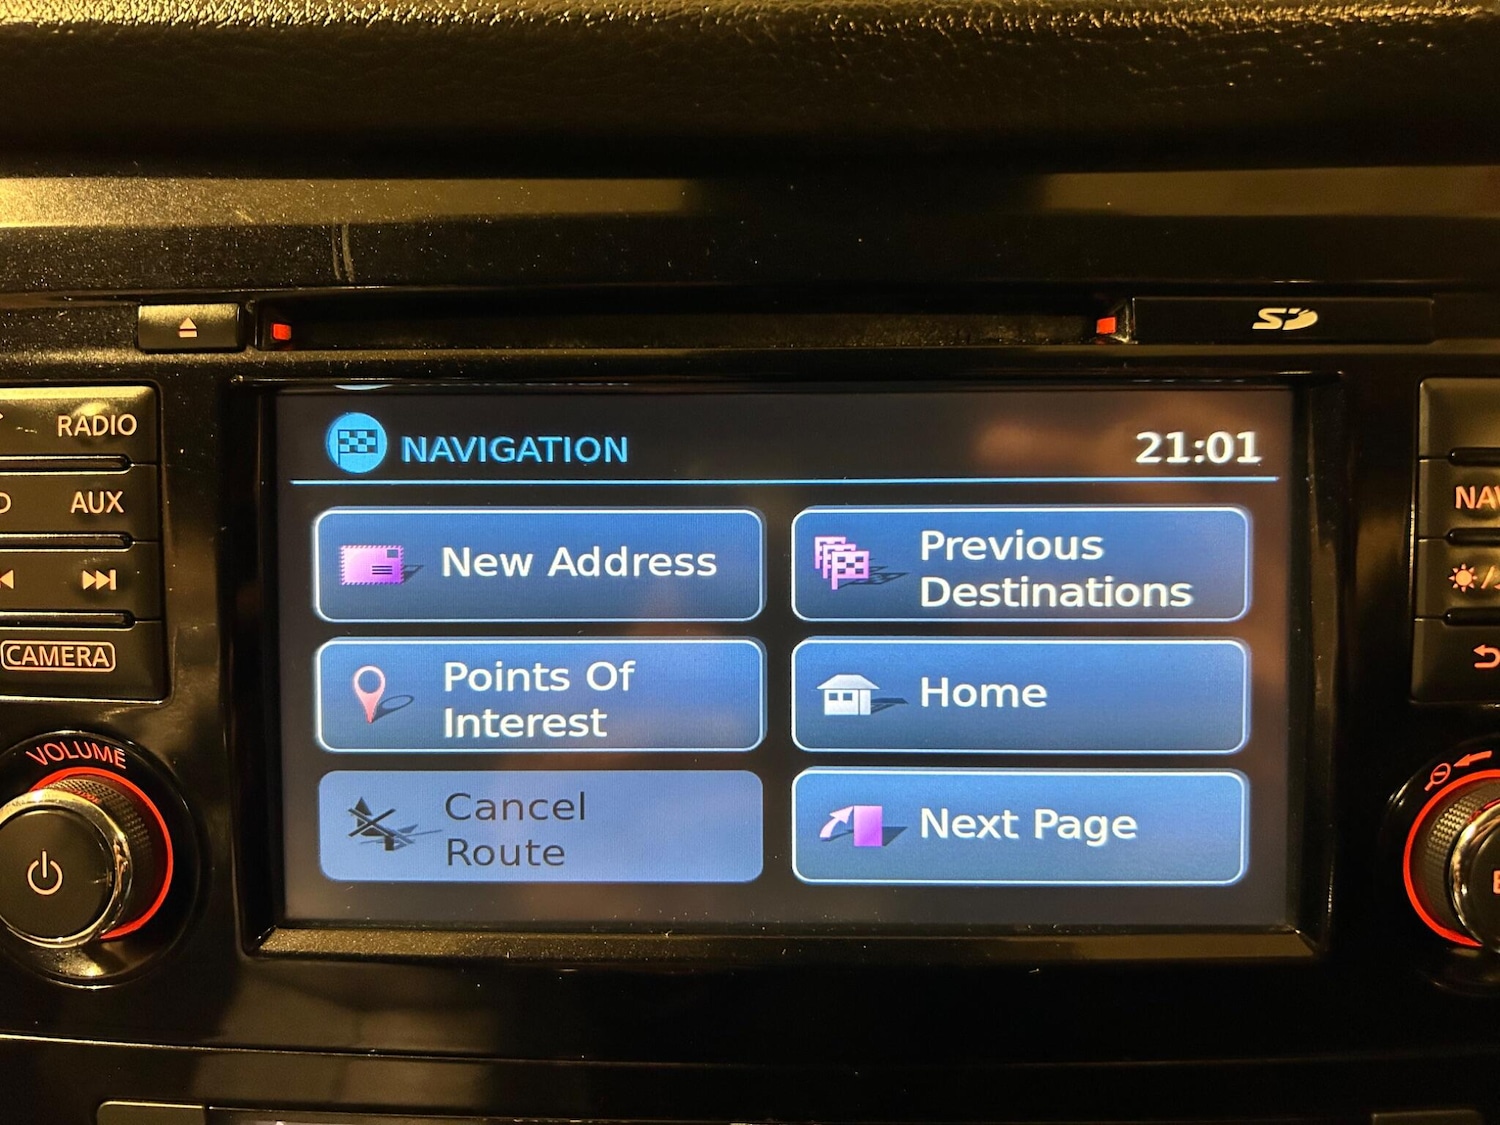 SD
RADIO
AUX
CAMERA
VOLUME
NAVIGATION
21:01
New Address
Previous
Destinations
Points Of
Interest
Home
Cancel
Route
Next Page